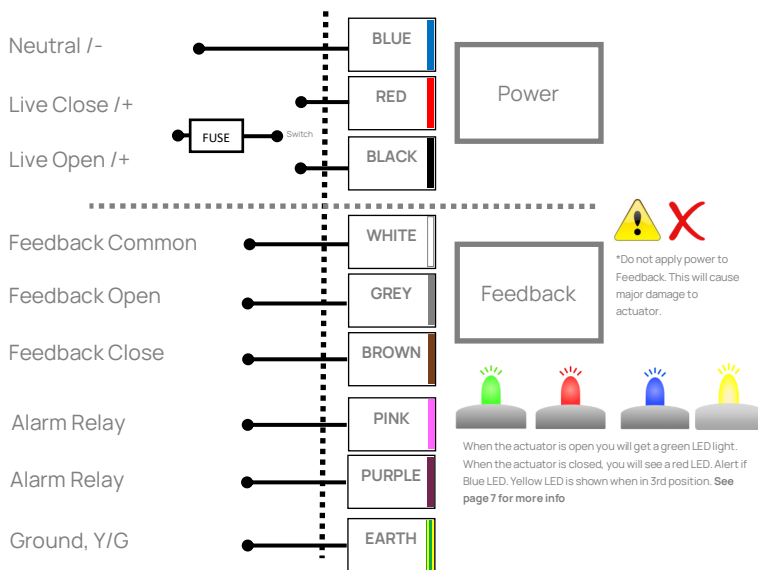 Neutral /-
BLUE
Live Close /+
RED
Power
FUSE
Switch
Live Open /+
BLACK
Feedback Common
WHITE
*Do not apply power to
Feedback. This will cause
major damage to
actuator.
Feedback Open
GREY
Feedback
Feedback Close
BROWN
Alarm Relay
PINK
When the actuator is open you will get a green LED light.
When the actuator is closed, you will see a red LED. Alert if
Blue LED. Yellow LED is shown when in 3rd position. See
page 7 for more info
Alarm Relay
PURPLE
Ground, Y/G
EARTH